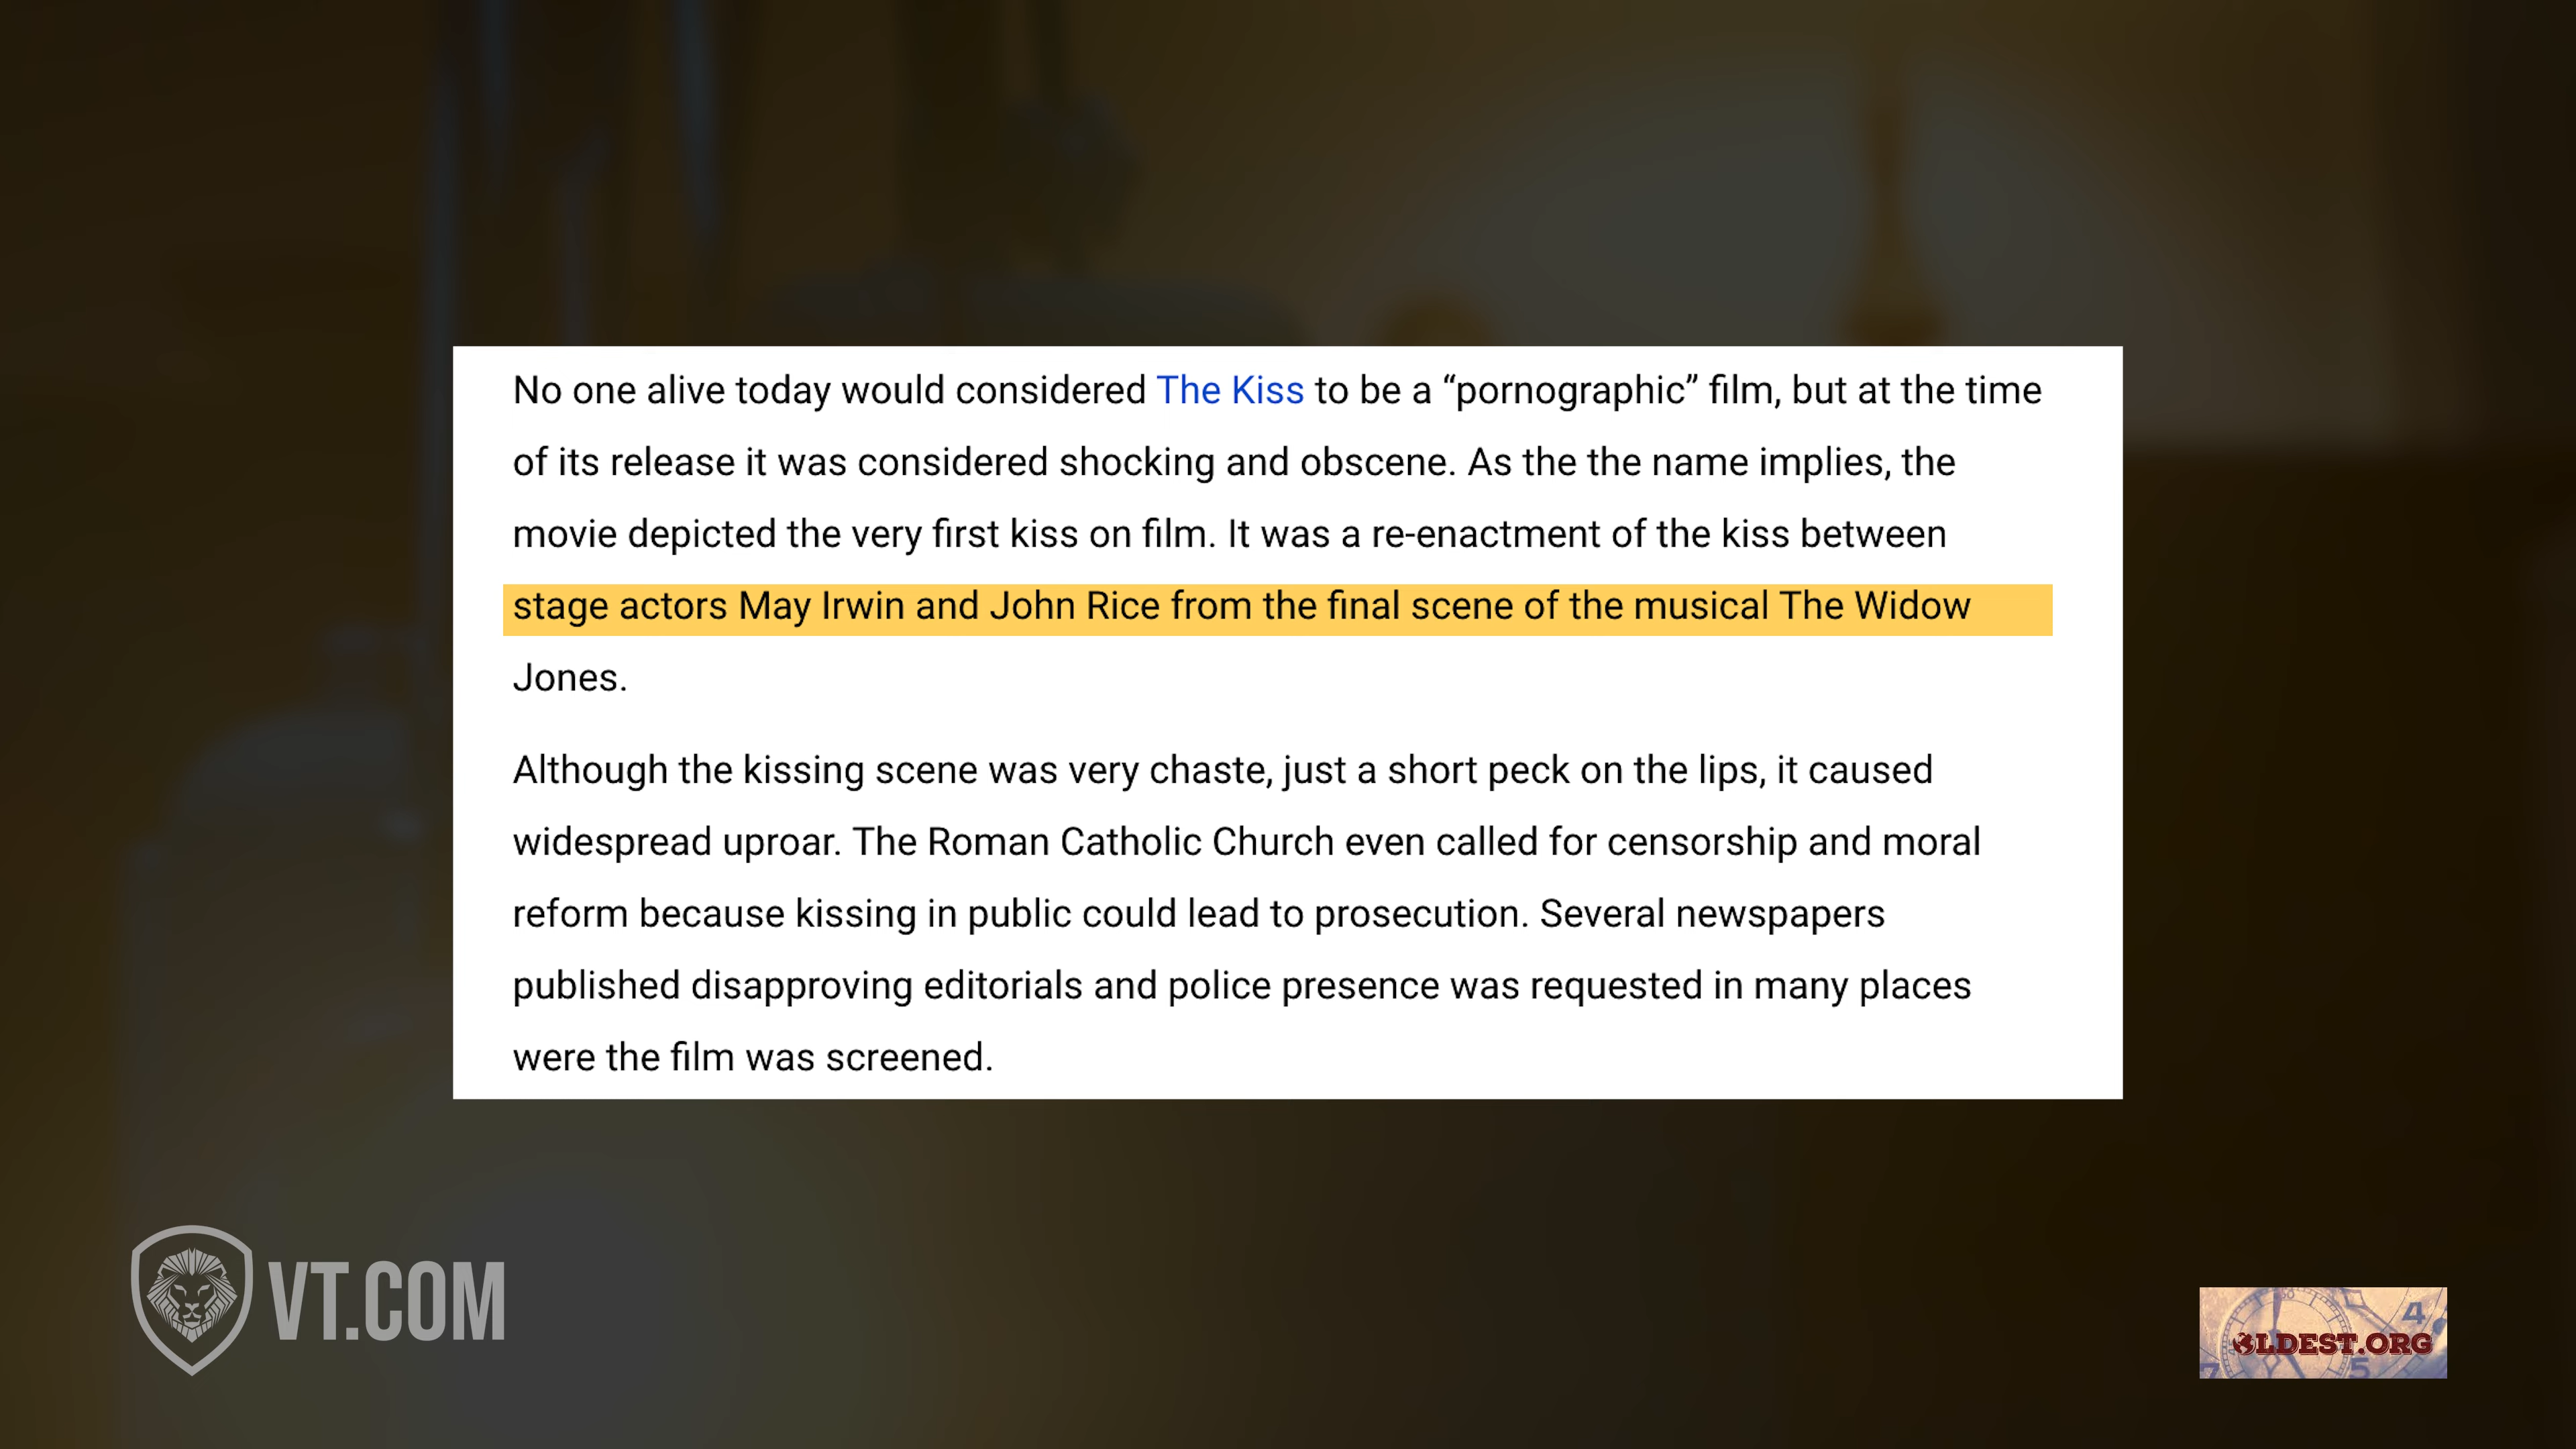 No one alive today would considered The Kiss to be a “pornographic” film, but at the time
of its release it was considered shocking and obscene. As the the name implies, the
movie depicted the very first kiss on film. It was a re-enactment of the kiss between
stage actors May Irwin and John Rice from the final scene of the musical The Widow
Jones.
Although the kissing scene was very chaste, just a short peck on the lips, it caused
widespread uproar. The Roman Catholic Church even called for censorship and moral
reform because kissing in public could lead to prosecution. Several newspapers
published disapproving editorials and police presence was requested in many places
were the film was screened.
VT.COM
4
OLDEST.ORG
7 5